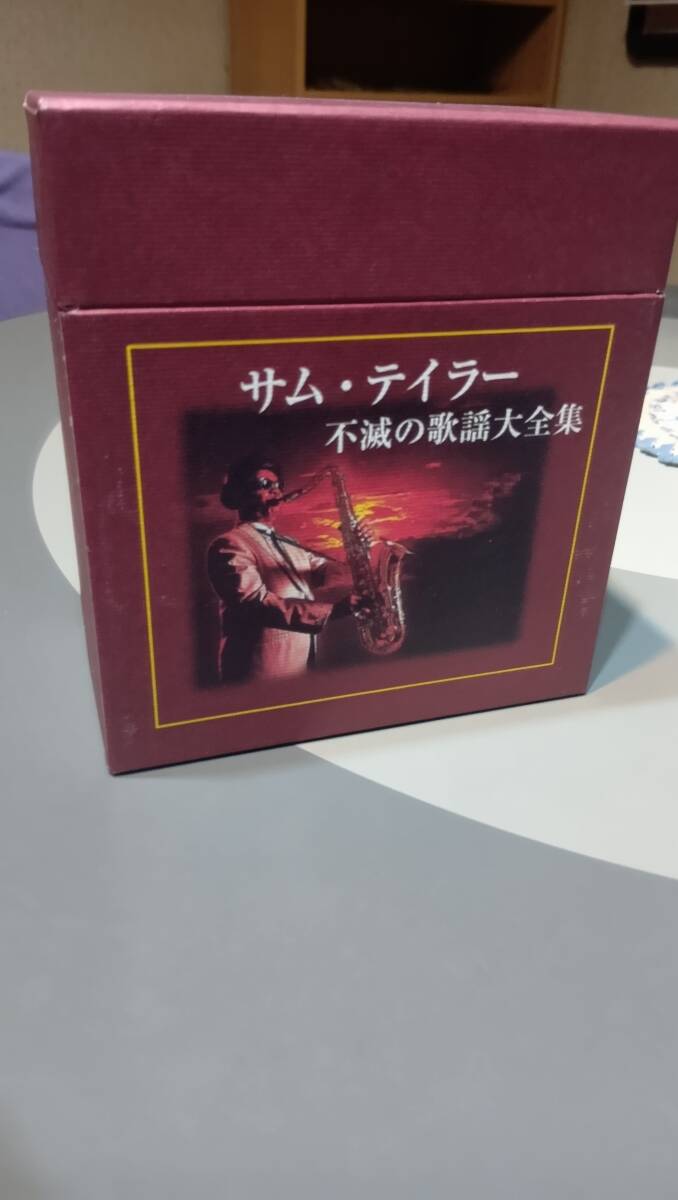 サム・テイラー
不滅の歌謡大全集